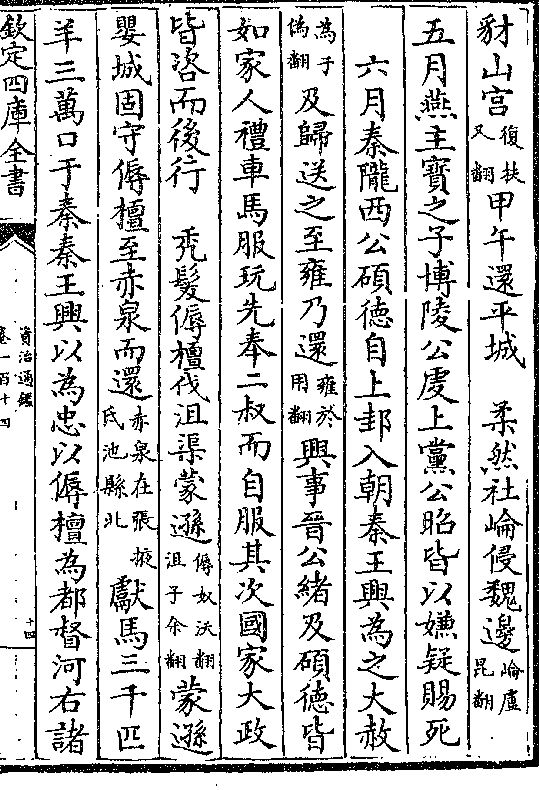 豺山宮復扶又翻甲午還平城　柔然社崘侵魏邊崘盧昆翻
五月燕主寶之子博陵公䖍上黨公昭皆以嫌疑賜死
　六月秦隴西公碩德自上邽入朝秦王興為之大赦
為于偽翻及歸送之至雍乃還雍於用翻興事晉公緒及碩德皆
如家人禮車馬服玩先奉二叔而自服其次國家大政
皆咨而後行　禿髮傉檀伐沮渠蒙遜傉奴沃翻沮子余翻蒙遜
嬰城固守傉檀至赤泉而還赤泉在張掖氐池縣北獻馬三千匹
羊三萬口于秦秦王興以為忠以傉檀為都督河右諸
欽定四庫全書
資治通鑑
卷一百十四
十四